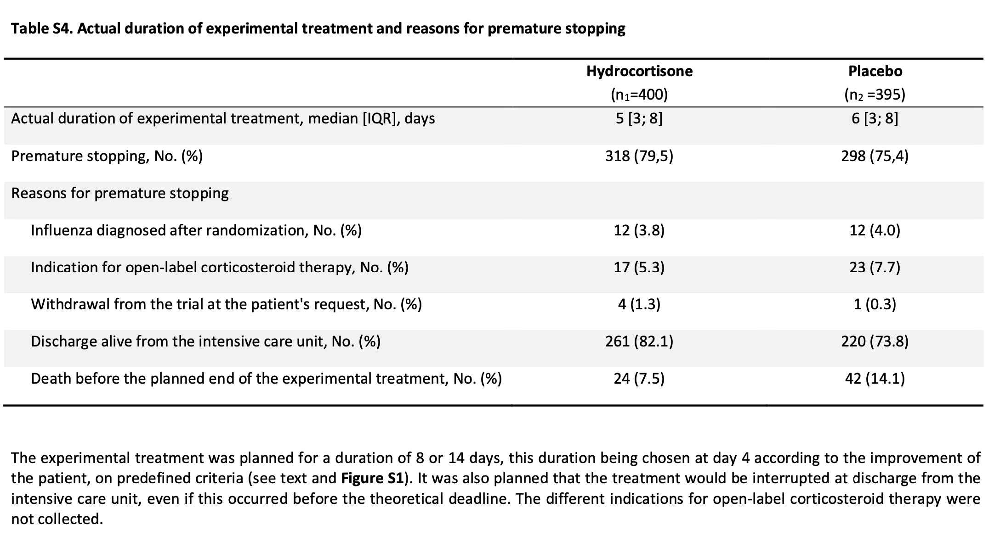 Table S4. Actual duration of experimental treatment and reasons for premature stopping
Hydrocortisone Placebo
(n₁=400) (n₂ =395)
Actual duration of experimental treatment, median [IQR], days 5 [3; 8] 6 [3; 8]
Premature stopping, No. (%) 318 (79,5) 298 (75,4)
Reasons for premature stopping
Influenza diagnosed after randomization, No. (%) 12 (3.8) 12 (4.0)
Indication for open-label corticosteroid therapy, No. (%) 17 (5.3) 23 (7.7)
Withdrawal from the trial at the patient's request, No. (%) 4 (1.3) 1 (0.3)
Discharge alive from the intensive care unit, No. (%) 261 (82.1) 220 (73.8)
Death before the planned end of the experimental treatment, No. (%) 24 (7.5) 42 (14.1)
The experimental treatment was planned for a duration of 8 or 14 days, this duration being chosen at day 4 according to the improvement of
the patient, on predefined criteria (see text and Figure S1). It was also planned that the treatment would be interrupted at discharge from the
intensive care unit, even if this occurred before the theoretical deadline. The different indications for open-label corticosteroid therapy were
not collected.